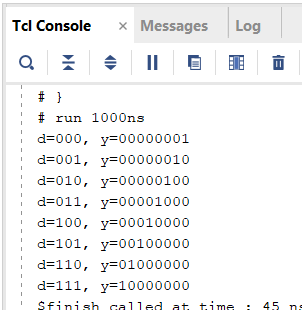 Tcl Console × Messages Log
# }
# run 1000ns
d=000, y=00000001
d=001, y=00000010
d=010, y=00000100
d=011, y=00001000
d=100, y=00010000
d=101, y=00100000
d=110, y=01000000
d=111, y=10000000
$finish called at time : 45 ns